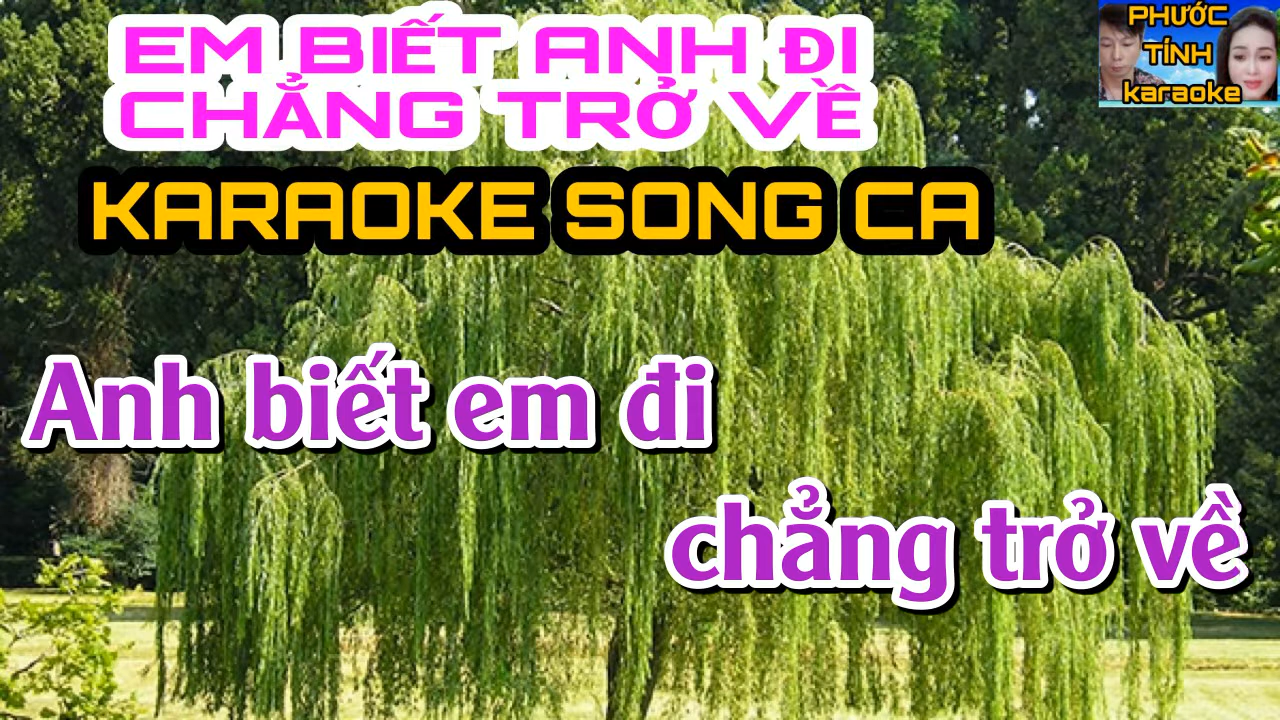 EM BIẾT ANH ĐI
CHẲNG TRỞ VỀ
KARAOKE SONG CA
PHƯỚC
TÍNH
karaoke
Anh biết em đi
chẳng trở về